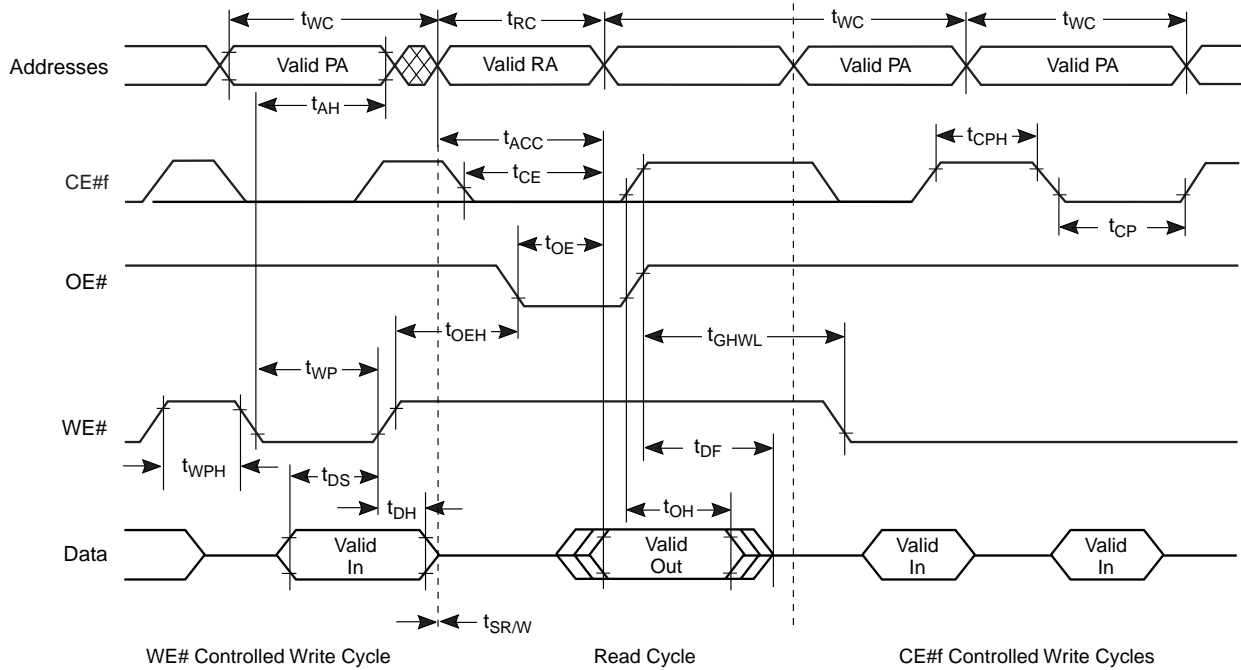 tWC tRC tWC tWC
Addresses Valid PA Valid RA Valid PA Valid PA
tAH
tACC tCPH
CE#f tCE
tCP
tOE
OE#
tOEH tGHWL
tWP
WE#
tWPH tDS tDF
tDH tOH
Data Valid In Valid Out Valid In Valid In
tSR/W
WE# Controlled Write Cycle Read Cycle CE#f Controlled Write Cycles